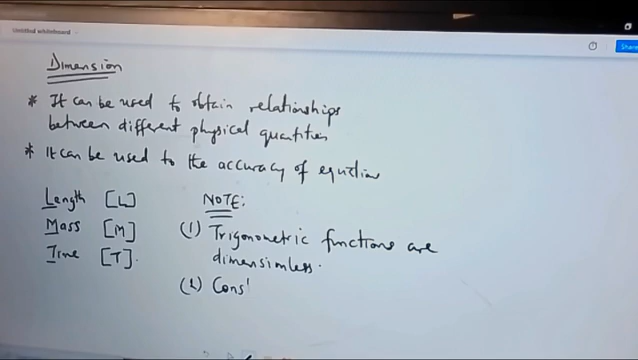 Untitled whiteboard
Share
Dimension
* It can be used to obtain relationships
between different physical quantities
* It can be used to the accuracy of equation
Length [L]
Mass [M]
Time [T].
NOTE:
(1) Trigonometric functions are
dimensionless.
(2) Cons